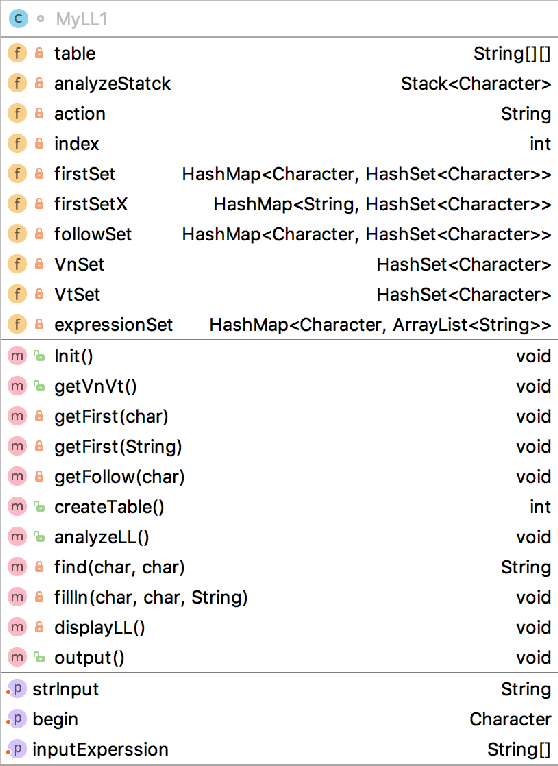 C MyLL1
f table String[][]
f analyzeStatck Stack<Character>
f action String
f index int
f firstSet HashMap<Character, HashSet<Character>>
f firstSetX HashMap<String, HashSet<Character>>
f followSet HashMap<Character, HashSet<Character>>
f VnSet HashSet<Character>
f VtSet HashSet<Character>
f expressionSet HashMap<Character, ArrayList<String>>
m Init() void
m getVnVt() void
m getFirst(char) void
m getFirst(String) void
m getFollow(char) void
m createTable() int
m analyzeLL() void
m find(char, char) String
m fillIn(char, char, String) void
m displayLL() void
m output() void
p strInput String
p begin Character
p inputExperssion String[]